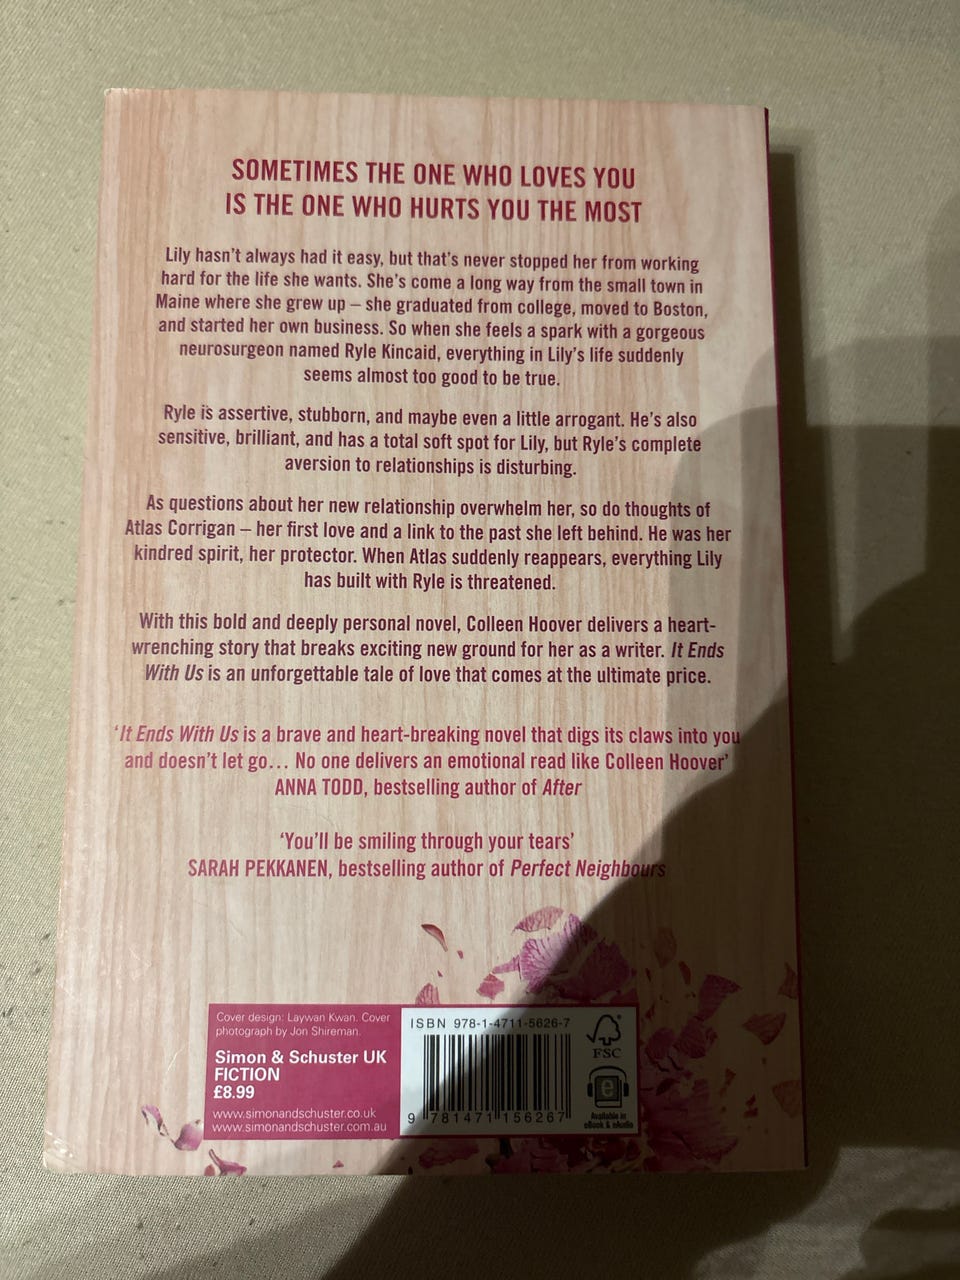 SOMETIMES THE ONE WHO LOVES YOU
IS THE ONE WHO HURTS YOU THE MOST
Lily hasn't always had it easy, but that's never stopped her from working
hard for the life she wants. She's come a long way from the small town in
Maine where she grew up – she graduated from college, moved to Boston,
and started her own business. So when she feels a spark with a gorgeous
neurosurgeon named Ryle Kincaid, everything in Lily's life suddenly
seems almost too good to be true.
Ryle is assertive, stubborn, and maybe even a little arrogant. He's also
sensitive, brilliant, and has a total soft spot for Lily, but Ryle's complete
aversion to relationships is disturbing.
As questions about her new relationship overwhelm her, so do thoughts of
Atlas Corrigan – her first love and a link to the past she left behind. He was her
kindred spirit, her protector. When Atlas suddenly reappears, everything Lily
has built with Ryle is threatened.
With this bold and deeply personal novel, Colleen Hoover delivers a heart-
wrenching story that breaks exciting new ground for her as a writer. It Ends
With Us is an unforgettable tale of love that comes at the ultimate price.
'It Ends With Us is a brave and heart-breaking novel that digs its claws into you
and doesn't let go… No one delivers an emotional read like Colleen Hoover'
ANNA TODD, bestselling author of After
'You'll be smiling through your tears'
SARAH PEKKANEN, bestselling author of Perfect Neighbours
Cover design: Laywan Kwan. Cover
photograph by Jon Shireman.
Simon & Schuster UK
FICTION
£8.99
www.simonandschuster.co.uk
www.simonandschuster.com.au
ISBN 978-1-4711-5626-7
9 781471 156267
FSC
e
Available in
eBook & eAudio